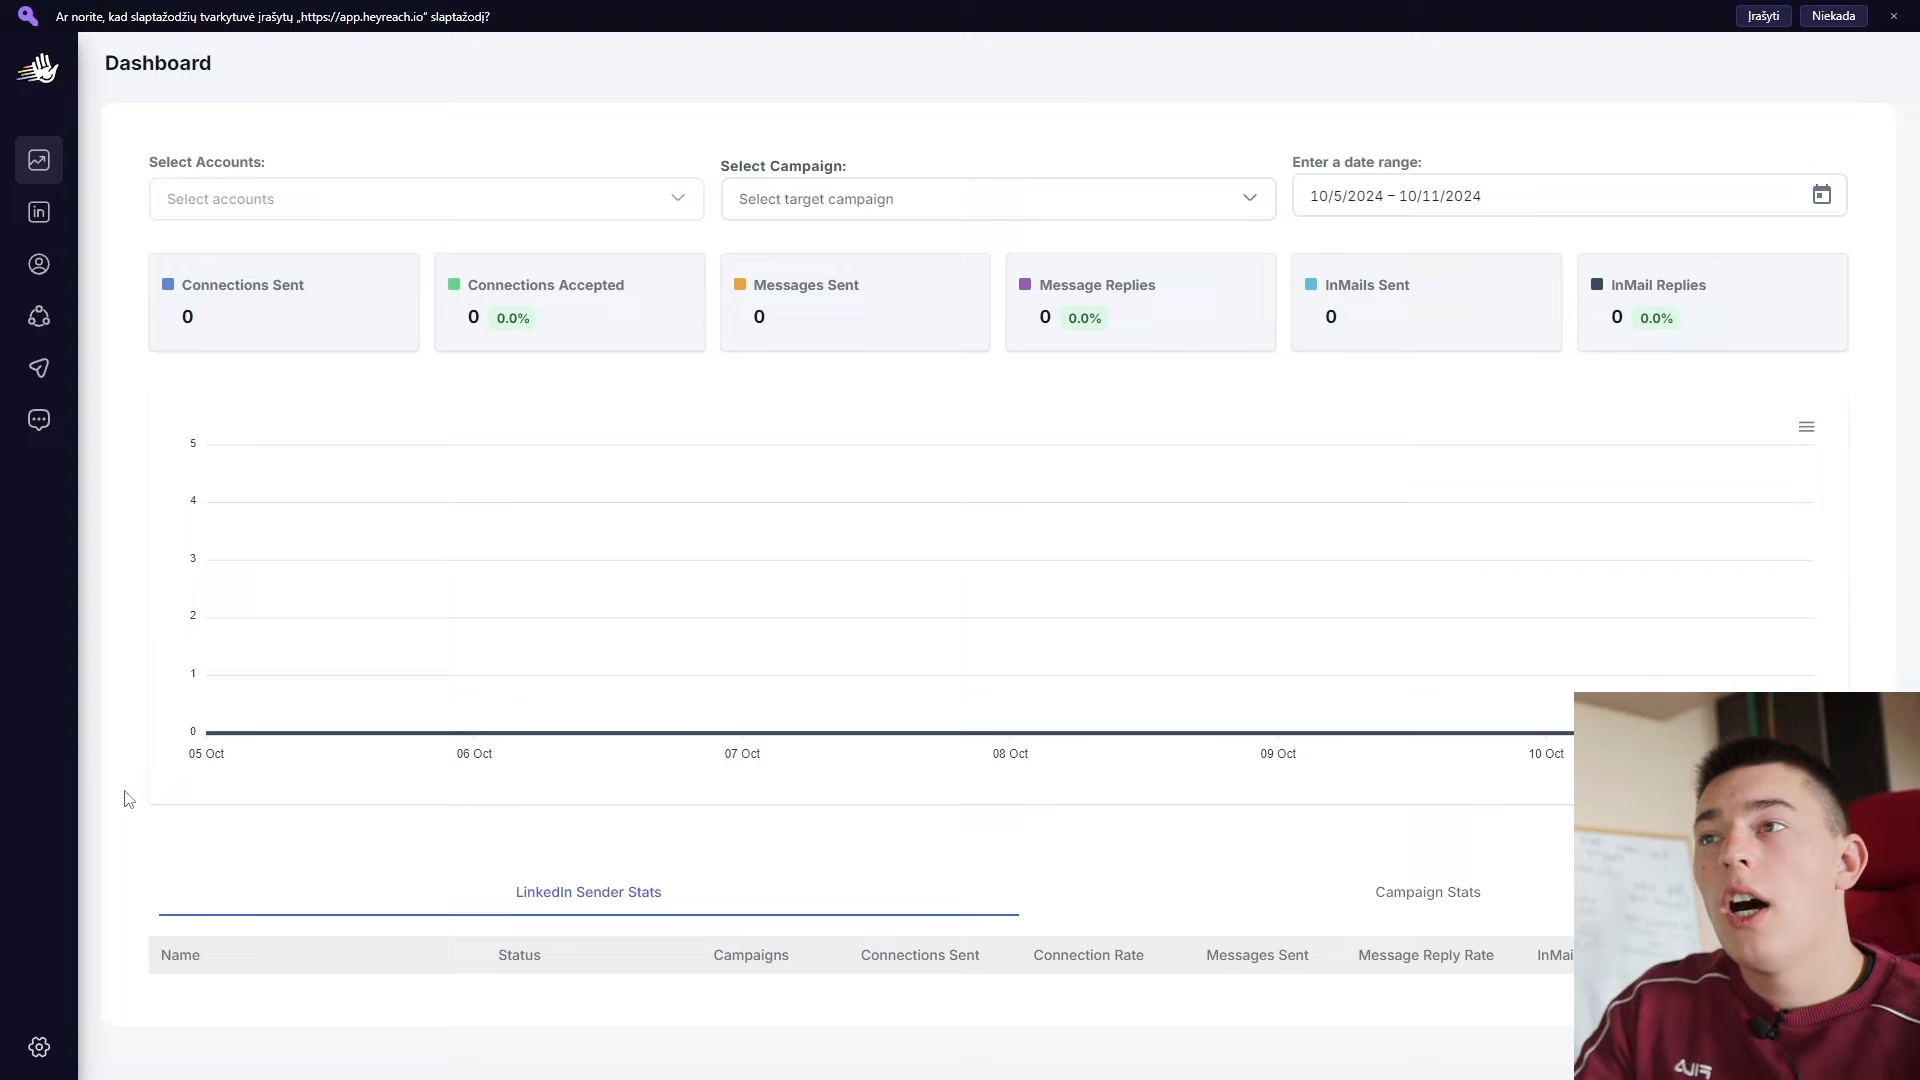 Ar norite, kad slaptažodžių tvarkytuvė įrašytų „https://app.heyreach.io“ slaptažodį?
Įrašyti
Niekada
Dashboard
Select Accounts:
Select Campaign:
Enter a date range:
Select accounts
Select target campaign
10/5/2024 – 10/11/2024
Connections Sent
0
Connections Accepted
0 0.0%
Messages Sent
0
Message Replies
0 0.0%
InMails Sent
0
InMail Replies
0 0.0%
5
4
3
2
1
0
05 Oct
06 Oct
07 Oct
08 Oct
09 Oct
10 Oct
LinkedIn Sender Stats
Campaign Stats
Name
Status
Campaigns
Connections Sent
Connection Rate
Messages Sent
Message Reply Rate
InMai
FILA